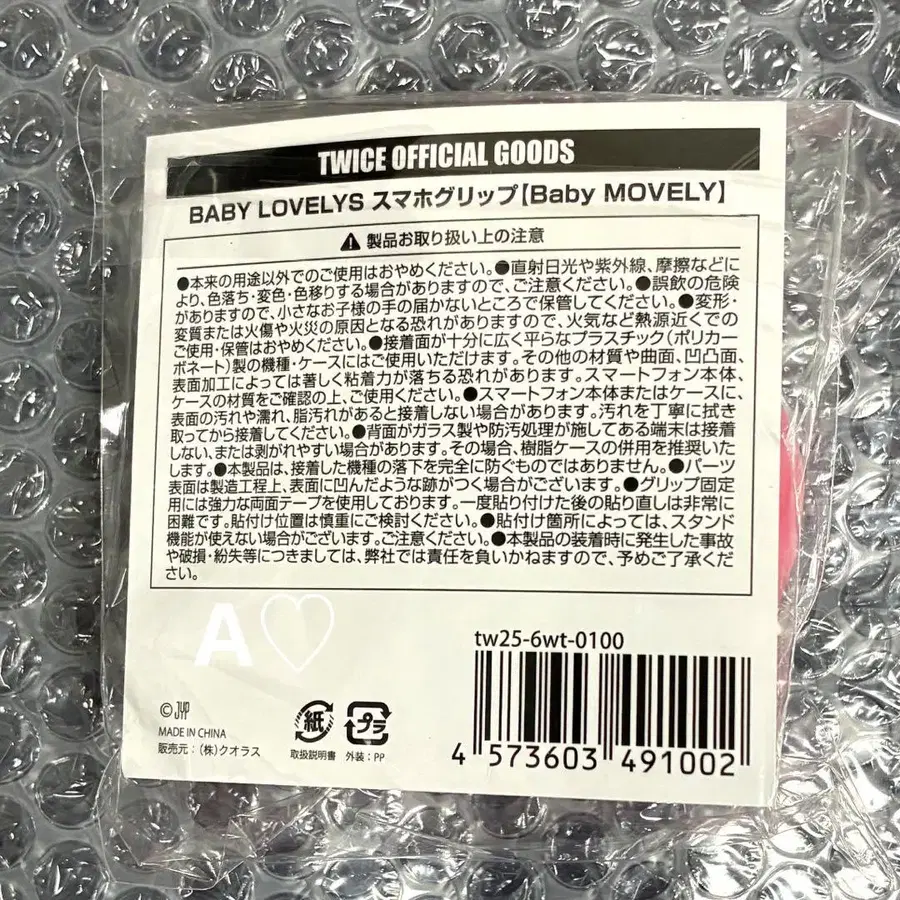 TWICE OFFICIAL GOODS
BABY LOVELYS スマホグリップ【Baby MOVELY】
⚠ 製品お取り扱い上の注意
●本来の用途以外でのご使用はおやめください。●直射日光や紫外線、摩擦などに
より、色落ち・変色・色移りする場合がありますので、ご注意ください。●誤飲の危険
がありますので、小さなお子様の手の届かないところで保管してください。●変形・
変質または火傷や火災の原因となる恐れがありますので、火気など熱源近くでの
ご使用・保管はおやめください。●接着面が十分に広く平らなプラスチック(ポリカー
ボネート)製の機種・ケースにはご使用いただけます。その他の材質や曲面、凹凸面、
表面加工によっては著しく粘着力が落ちる恐れがあります。スマートフォン本体、
ケースの材質をご確認の上、ご使用ください。●スマートフォン本体またはケースに、
表面の汚れや濡れ、脂汚れがあると接着しない場合があります。汚れを丁寧に拭き
取ってから接着してください。●背面がガラス製や防汚処理が施してある端末は接着
しない、または剥がれやすい場合があります。その場合、樹脂ケースの併用を推奨いた
します。●本製品は、接着した機種の落下を完全に防ぐものではありません。●パーツ
表面は製造工程上、表面に凹んだような跡がつく場合がございます。●グリップ固定
用には強力な両面テープを使用しております。一度貼り付けた後の貼り直しは非常に
困難です。貼付け位置は慎重にご検討ください。●貼付け箇所によっては、スタンド
機能が使えない場合がございます。ご注意ください。●本製品の装着時に発生した事故
や破損・紛失等につきましては、弊社では責任を負いかねますので、予めご了承くだ
さい。
A♡
tw25-6wt-0100
©JYP
MADE IN CHINA
販売元：(株)クオラス
紙
取扱説明書
プラ
外装：PP
4 573603 491002